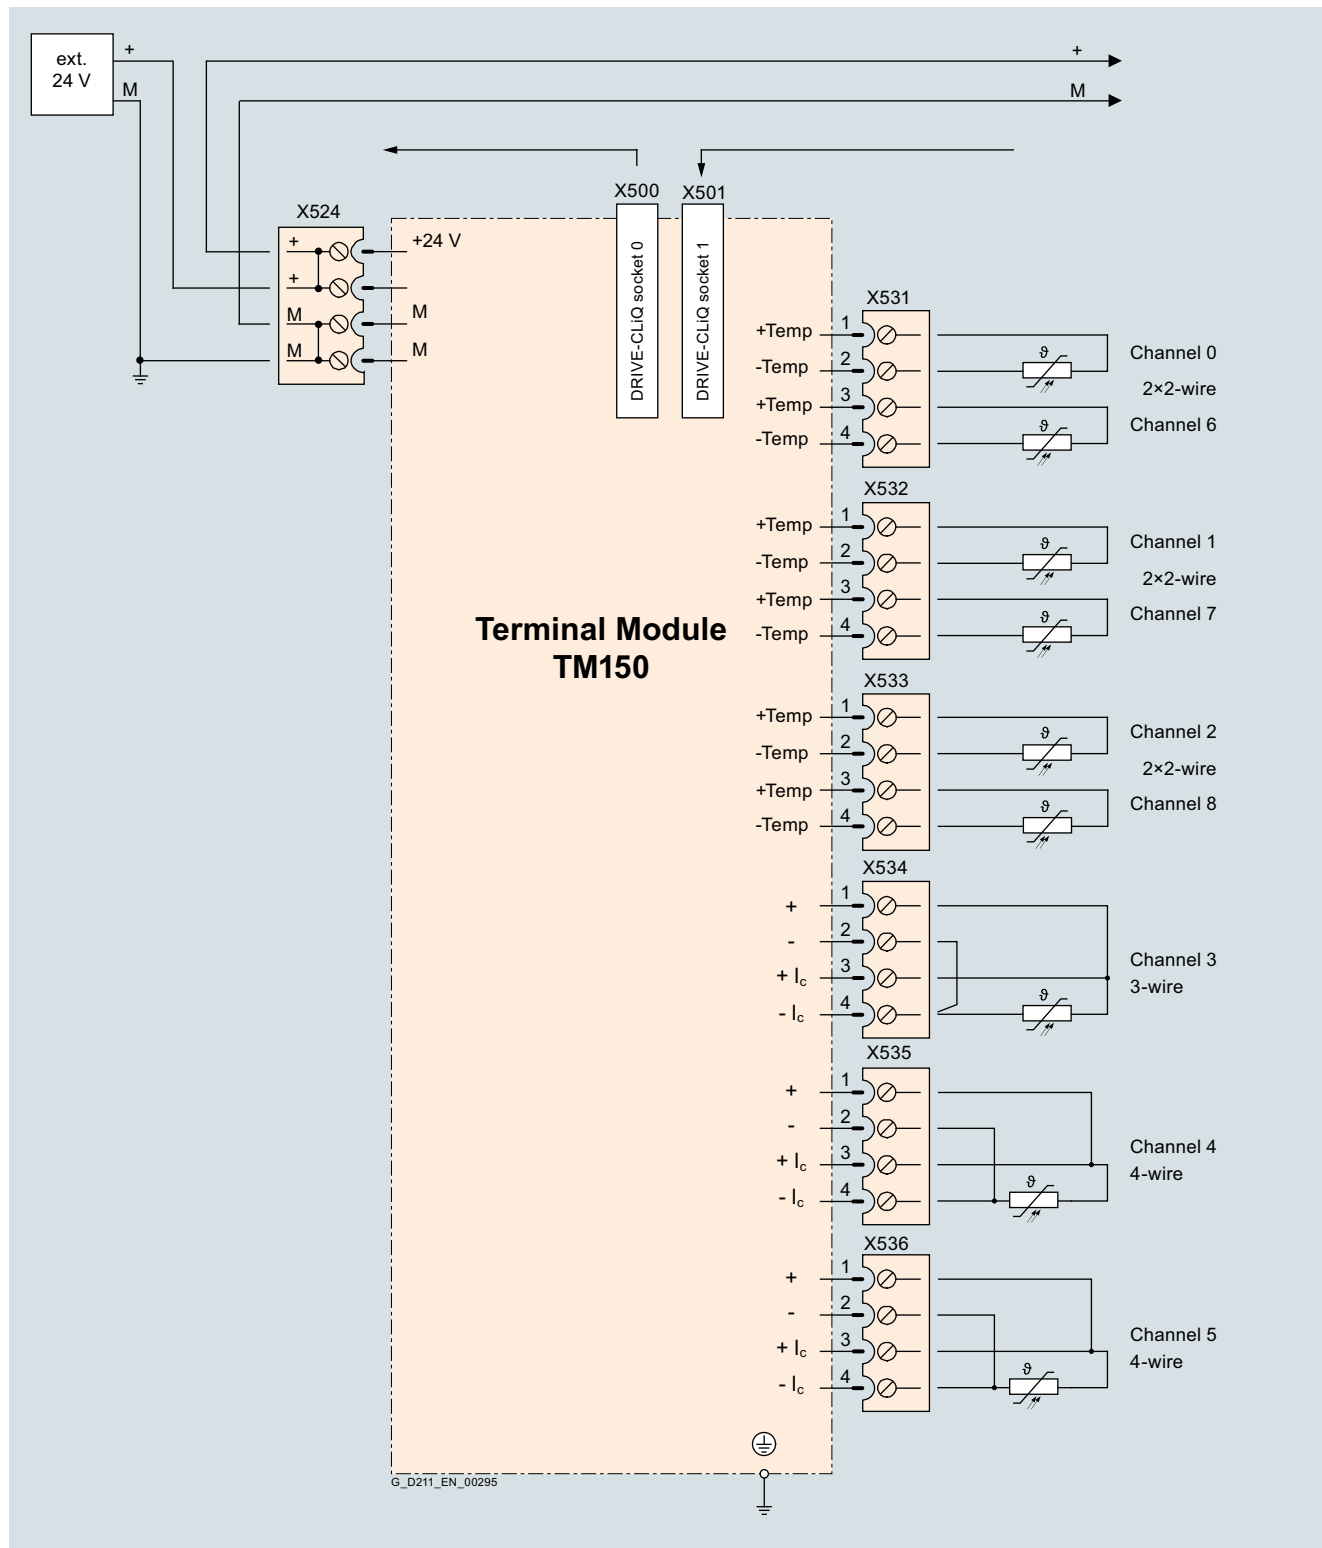 ext.
24 V
+
M
+
M
X500
X501
X524
+
+
M
M
+24 V
M
M
DRIVE-CLiQ socket 0
DRIVE-CLiQ socket 1
Terminal Module
TM150
X531
+Temp 1
-Temp 2
+Temp 3
-Temp 4
ϑ
ϑ
Channel 0
2×2-wire
Channel 6
X532
+Temp 1
-Temp 2
+Temp 3
-Temp 4
ϑ
ϑ
Channel 1
2×2-wire
Channel 7
X533
+Temp 1
-Temp 2
+Temp 3
-Temp 4
ϑ
ϑ
Channel 2
2×2-wire
Channel 8
X534
+ 1
- 2
+ Ic 3
- Ic 4
ϑ
Channel 3
3-wire
X535
+ 1
- 2
+ Ic 3
- Ic 4
ϑ
Channel 4
4-wire
X536
+ 1
- 2
+ Ic 3
- Ic 4
ϑ
Channel 5
4-wire
G_D211_EN_00295